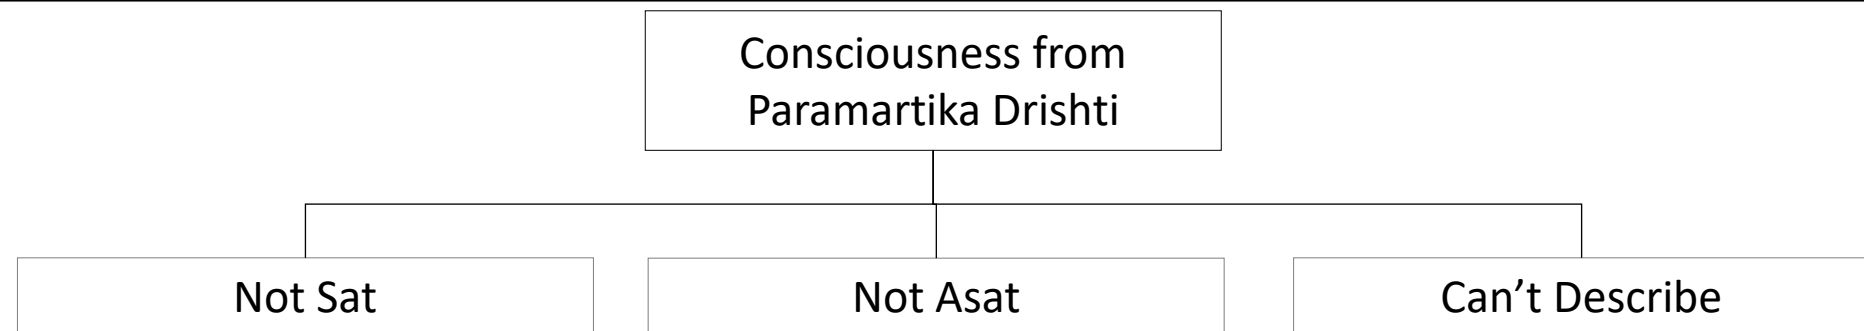 Consciousness from
Paramartika Drishti
Not Sat
Not Asat
Can’t Describe